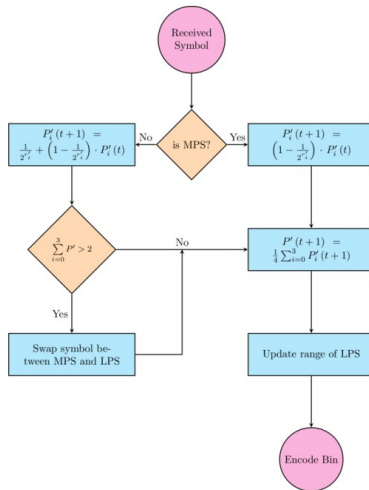 Received
Symbol
is MPS?
No
Yes
P′ᵢ(t+1) =
1/2^{r′ᵢ} + (1 − 1/2^{r′ᵢ}) · P′ᵢ(t)
P′ᵢ(t+1) =
(1 − 1/2^{r′ᵢ}) · P′ᵢ(t)
∑_{i=0}^{3} P′ > 2
No
Yes
P′(t+1) =
1/4 ∑_{i=0}^{3} P′ᵢ(t+1)
Swap symbol be-
tween MPS and LPS
Update range of LPS
Encode Bin